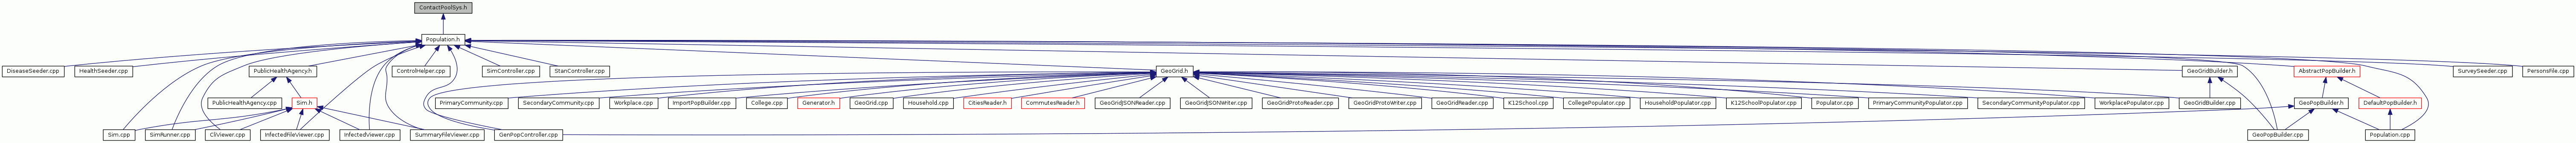 ContactPoolSys.h
Population.h
DiseaseSeeder.cpp
HealthSeeder.cpp
PublicHealthAgency.h
ControlHelper.cpp
SimController.cpp
StanController.cpp
GeoGrid.h
GeoGridBuilder.h
AbstractPopBuilder.h
SurveySeeder.cpp
PersonsFile.cpp
PublicHealthAgency.cpp
Sim.h
PrimaryCommunity.cpp
SecondaryCommunity.cpp
Workplace.cpp
ImportPopBuilder.cpp
College.cpp
Generator.h
GeoGrid.cpp
Household.cpp
CitiesReader.h
CommutesReader.h
GeoGridJSONReader.cpp
GeoGridJSONWriter.cpp
GeoGridProtoReader.cpp
GeoGridProtoWriter.cpp
GeoGridReader.cpp
K12School.cpp
CollegePopulator.cpp
HouseholdPopulator.cpp
K12SchoolPopulator.cpp
Populator.cpp
PrimaryCommunityPopulator.cpp
SecondaryCommunityPopulator.cpp
WorkplacePopulator.cpp
GeoGridBuilder.cpp
GeoPopBuilder.h
DefaultPopBuilder.h
Sim.cpp
SimRunner.cpp
CliViewer.cpp
InfectedFileViewer.cpp
InfectedViewer.cpp
SummaryFileViewer.cpp
GenPopController.cpp
GeoPopBuilder.cpp
Population.cpp